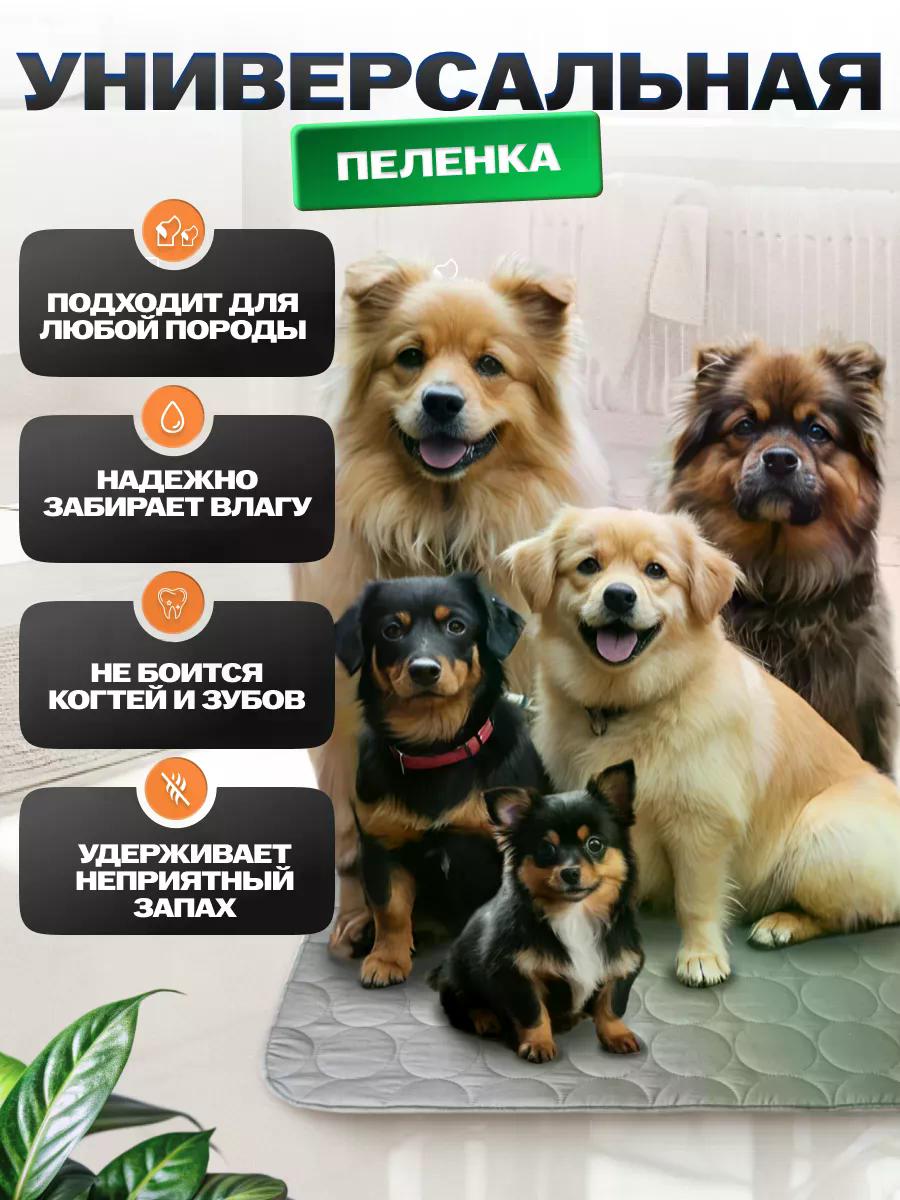 УНИВЕРСАЛЬНАЯ
ПЕЛЕНКА
ПОДХОДИТ ДЛЯ
ЛЮБОЙ ПОРОДЫ
НАДЕЖНО
ЗАБИРАЕТ ВЛАГУ
НЕ БОИТСЯ
КОГТЕЙ И ЗУБОВ
УДЕРЖИВАЕТ
НЕПРИЯТНЫЙ
ЗАПАХ